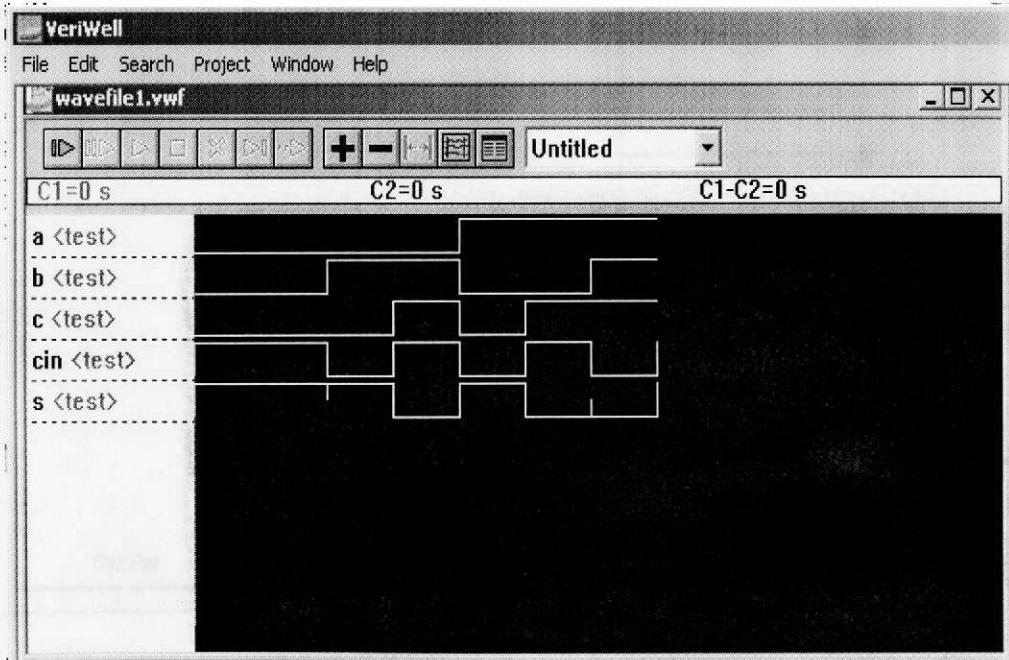 VeriWell
File Edit Search Project Window Help
wavefile1.vwf
Untitled
C1=0 s C2=0 s C1-C2=0 s
a <test>
b <test>
c <test>
cin <test>
s <test>